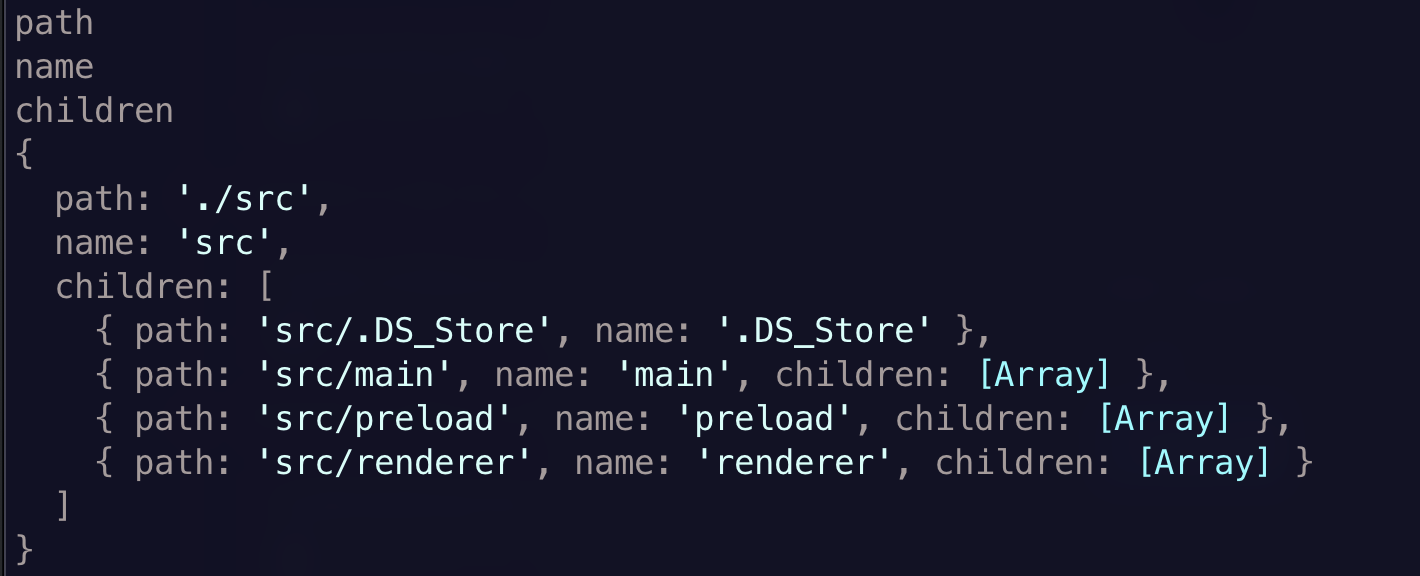 path
name
children
{
  path: './src',
  name: 'src',
  children: [
    { path: 'src/.DS_Store', name: '.DS_Store' },
    { path: 'src/main', name: 'main', children: [Array] },
    { path: 'src/preload', name: 'preload', children: [Array] },
    { path: 'src/renderer', name: 'renderer', children: [Array] }
  ]
}